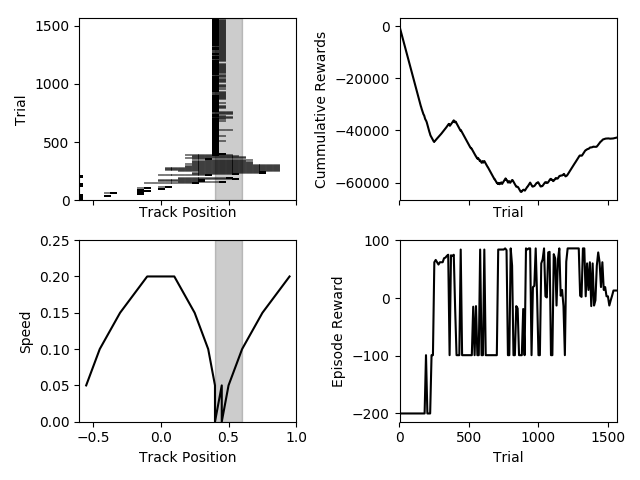 1500
1000
500
0
Trial
Track Position
0
−20000
−40000
−60000
Cummulative Rewards
Trial
0.25
0.20
0.15
0.10
0.05
0.00
Speed
−0.5 0.0 0.5 1.0
Track Position
100
0
−100
−200
Episode Reward
0 500 1000 1500
Trial